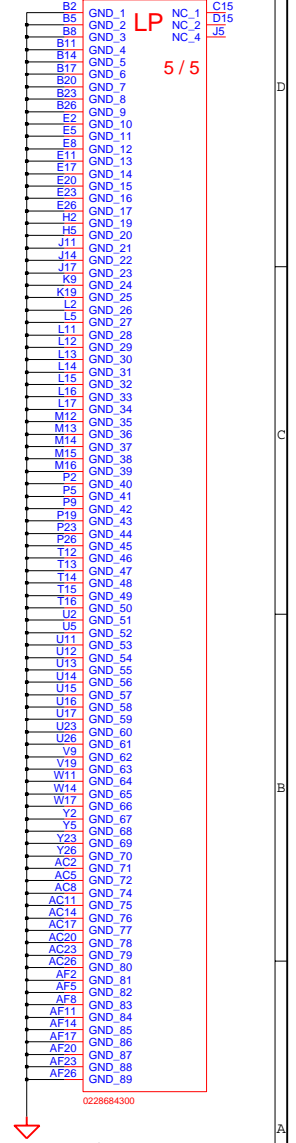 B2 GND_1 LP NC_1 C15
B5 GND_2 NC_2 D15
B8 GND_3 NC_4 J5
B11 GND_4
B14 GND_5
B17 GND_6 5 / 5
B20 GND_7 D
B23 GND_8
B26 GND_9
E2 GND_10
E5 GND_11
E8 GND_12
E11 GND_13
E17 GND_14
E20 GND_15
E23 GND_16
E26 GND_17
H2 GND_19
H5 GND_20
J11 GND_21
J14 GND_22
J17 GND_23
K9 GND_24
K19 GND_25
L2 GND_26
L5 GND_27
L11 GND_28
L12 GND_29
L13 GND_30
L14 GND_31
L15 GND_32
L16 GND_33
L17 GND_34
M12 GND_35
M13 GND_36 C
M14 GND_37
M15 GND_38
M16 GND_39
P2 GND_40
P5 GND_41
P9 GND_42
P19 GND_43
P23 GND_44
P26 GND_45
T12 GND_46
T13 GND_47
T14 GND_48
T15 GND_49
T16 GND_50
U2 GND_51
U5 GND_52
U11 GND_53
U12 GND_54
U13 GND_55
U14 GND_56
U15 GND_57
U16 GND_58
U17 GND_59
U23 GND_60
U26 GND_61
V9 GND_62
V19 GND_63
W11 GND_64
W14 GND_65 B
W17 GND_66
Y2 GND_67
Y5 GND_68
Y23 GND_69
Y26 GND_70
AC2 GND_71
AC5 GND_72
AC8 GND_74
AC11 GND_75
AC14 GND_76
AC17 GND_77
AC20 GND_78
AC23 GND_79
AC26 GND_80
AF2 GND_81
AF5 GND_82
AF8 GND_83
AF11 GND_84
AF14 GND_85
AF17 GND_86
AF20 GND_87
AF23 GND_88
AF26 GND_89
0228684300
A